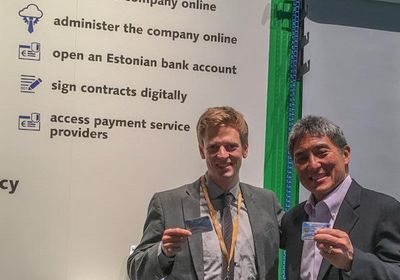 company online
administer the company online
open an Estonian bank account
sign contracts digitally
access payment service
providers
cy